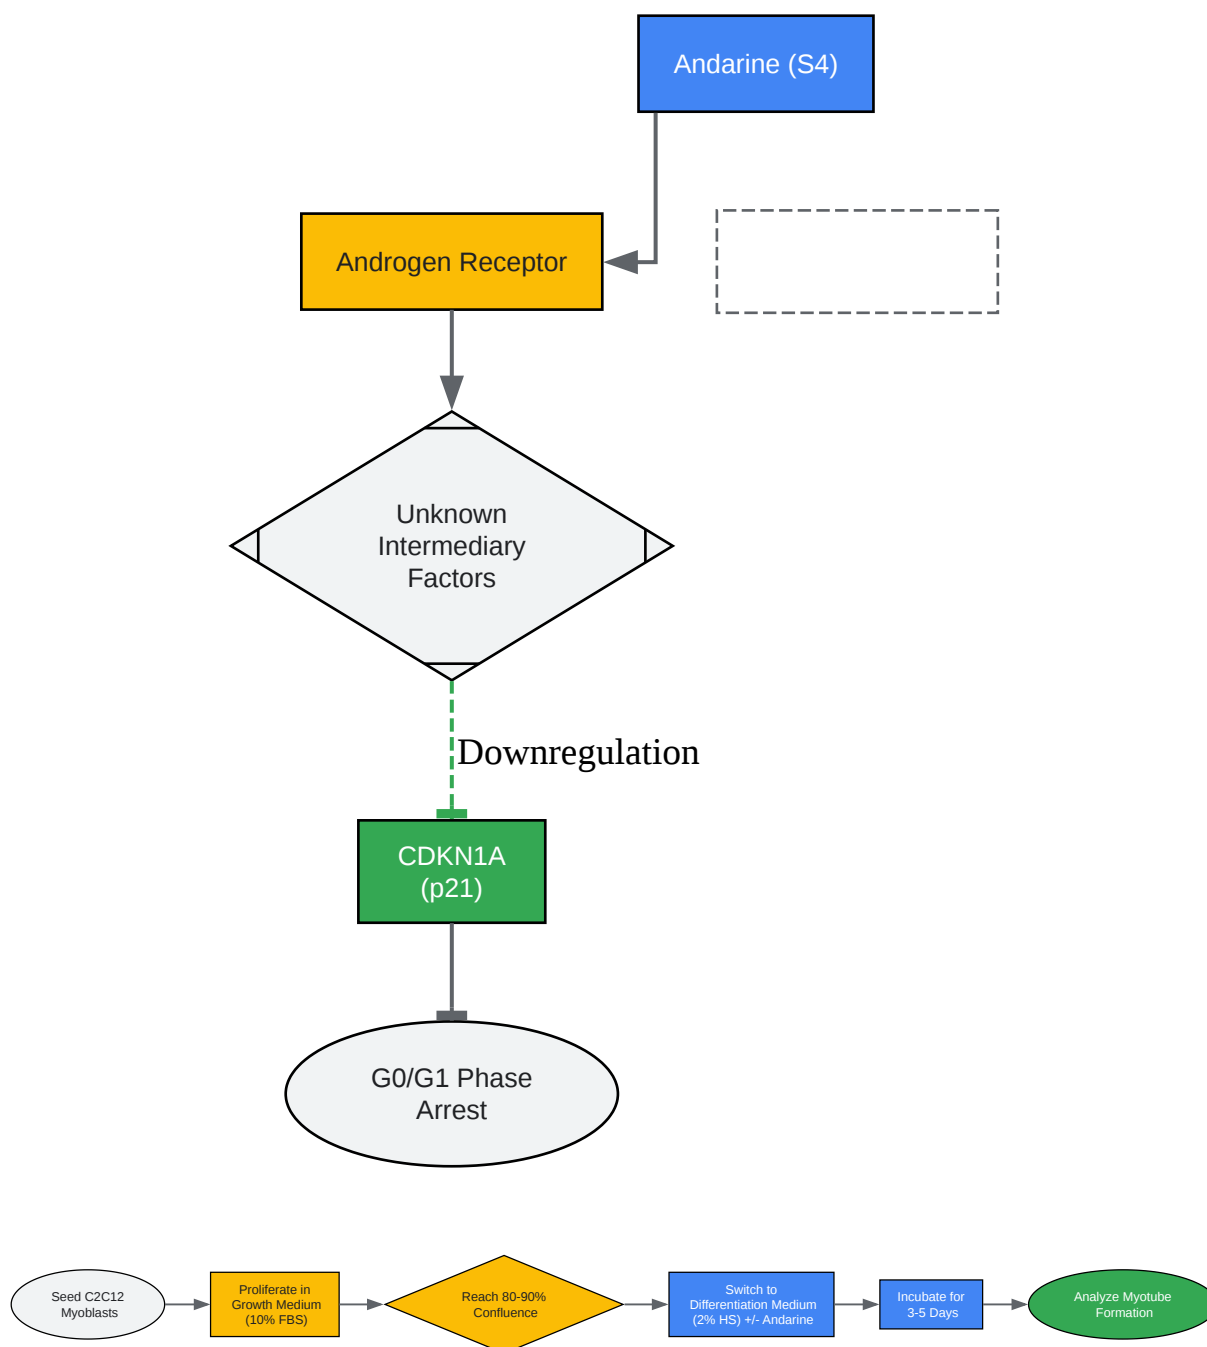 Andarine (S4)
Androgen Receptor
Unknown
Intermediary
Factors
Downregulation
CDKN1A
(p21)
G0/G1 Phase
Arrest
Seed C2C12
Myoblasts
Proliferate in
Growth Medium
(10% FBS)
Reach 80-90%
Confluence
Switch to
Differentiation Medium
(2% HS) +/- Andarine
Incubate for
3-5 Days
Analyze Myotube
Formation